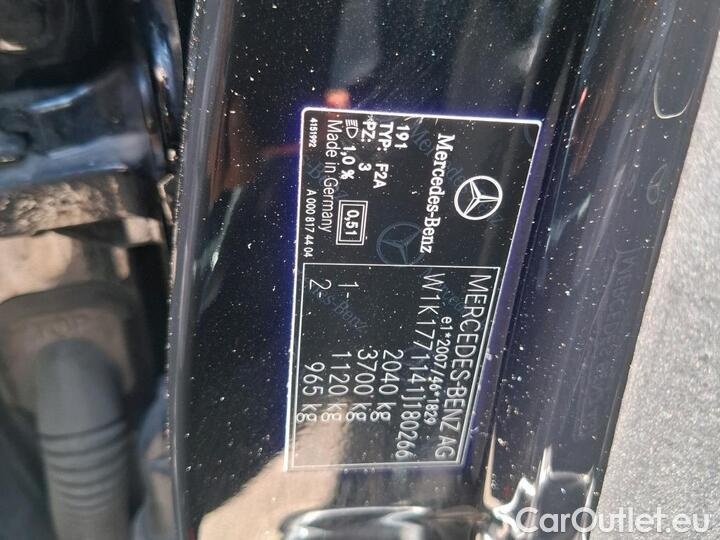 Mercedes-Benz
191
TYP: F2A
PZ: 3
1,0 %
0,51
Made in Germany
4151992
A 000 817 44 04
MERCEDES-BENZ AG
e1*2007/46*1829
W1K1771141J180266
2040 kg
3700 kg
1- 1120 kg
2- 965 kg
TOP
CarOutlet.eu